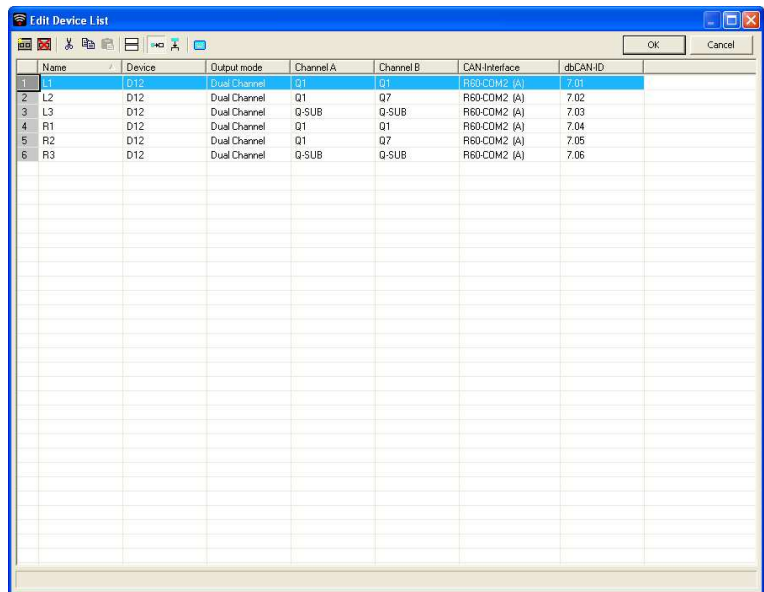 Edit Device List
OK Cancel
Name Device Output mode Channel A Channel B CAN-Interface dbCAN-ID
1 L1 D12 Dual Channel Q1 Q1 R60-COM2 (A) 7.01
2 L2 D12 Dual Channel Q1 Q7 R60-COM2 (A) 7.02
3 L3 D12 Dual Channel Q-SUB Q-SUB R60-COM2 (A) 7.03
4 R1 D12 Dual Channel Q1 Q1 R60-COM2 (A) 7.04
5 R2 D12 Dual Channel Q1 Q7 R60-COM2 (A) 7.05
6 R3 D12 Dual Channel Q-SUB Q-SUB R60-COM2 (A) 7.06